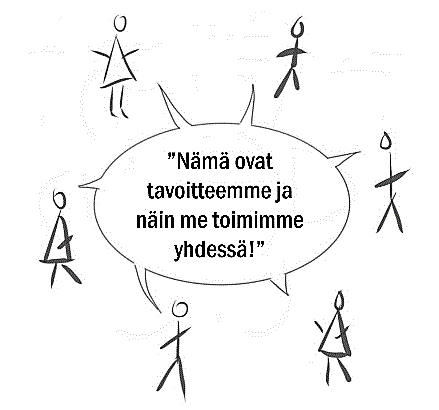 ”Nämä ovat
tavoitteemme ja
näin me toimimme
yhdessä!”